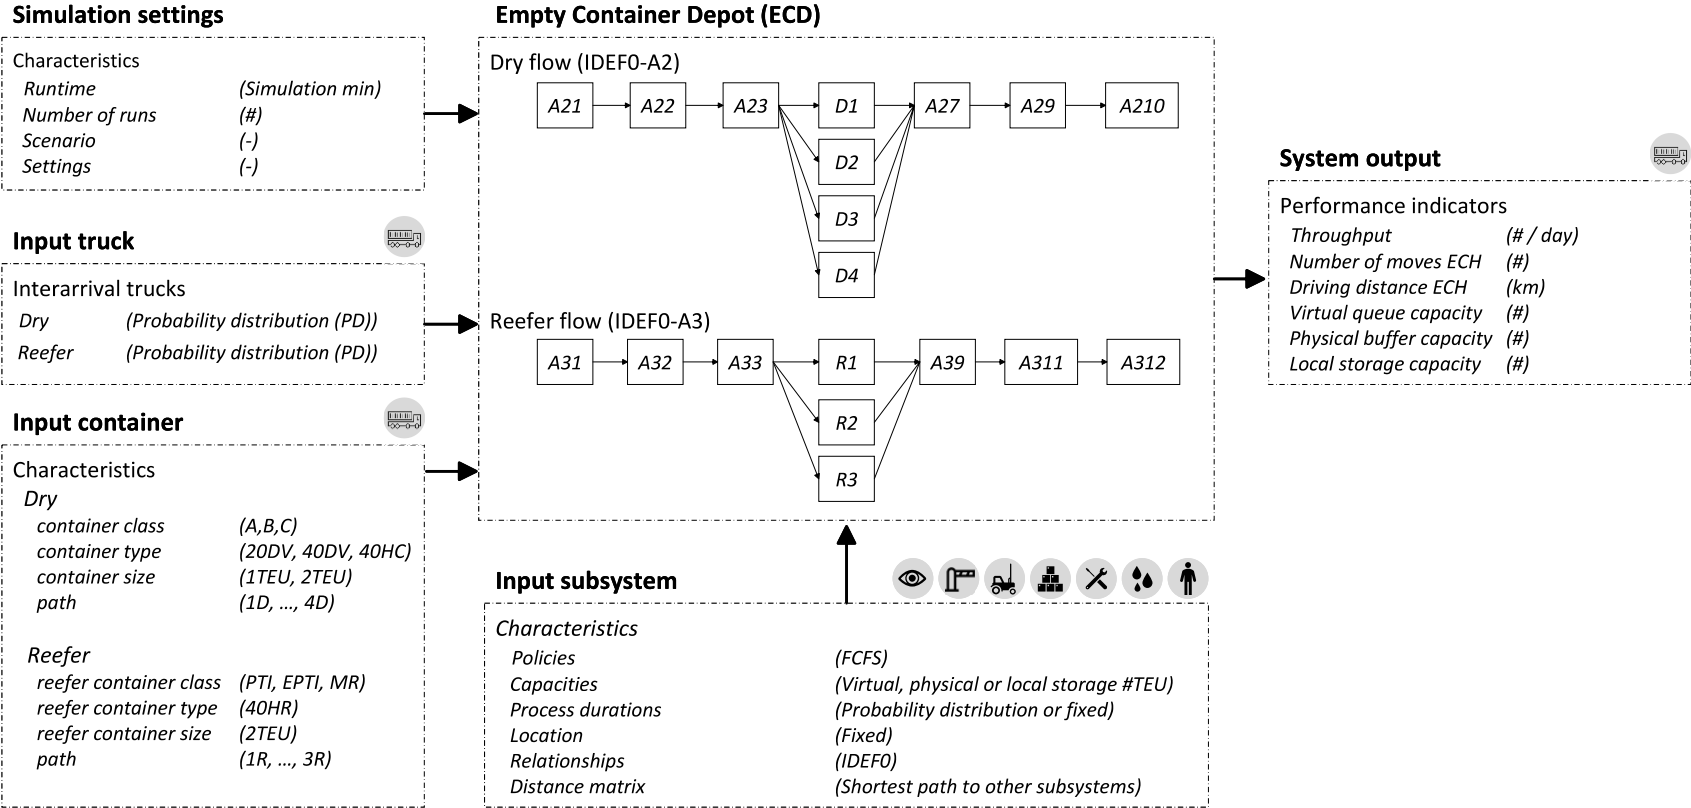 Simulation settings
Characteristics
Runtime (Simulation min)
Number of runs (#)
Scenario (-)
Settings (-)
Input truck
Interarrival trucks
Dry (Probability distribution (PD))
Reefer (Probability distribution (PD))
Input container
Characteristics
Dry
container class (A,B,C)
container type (20DV, 40DV, 40HC)
container size (1TEU, 2TEU)
path (1D, ..., 4D)
Reefer
reefer container class (PTI, EPTI, MR)
reefer container type (40HR)
reefer container size (2TEU)
path (1R, ..., 3R)
Empty Container Depot (ECD)
Dry flow (IDEF0-A2)
A21 A22 A23 D1 A27 A29 A210
D2
D3
D4
Reefer flow (IDEF0-A3)
A31 A32 A33 R1 A39 A311 A312
R2
R3
Input subsystem
Characteristics
Policies (FCFS)
Capacities (Virtual, physical or local storage #TEU)
Process durations (Probability distribution or fixed)
Location (Fixed)
Relationships (IDEF0)
Distance matrix (Shortest path to other subsystems)
System output
Performance indicators
Throughput (# / day)
Number of moves ECH (#)
Driving distance ECH (km)
Virtual queue capacity (#)
Physical buffer capacity (#)
Local storage capacity (#)